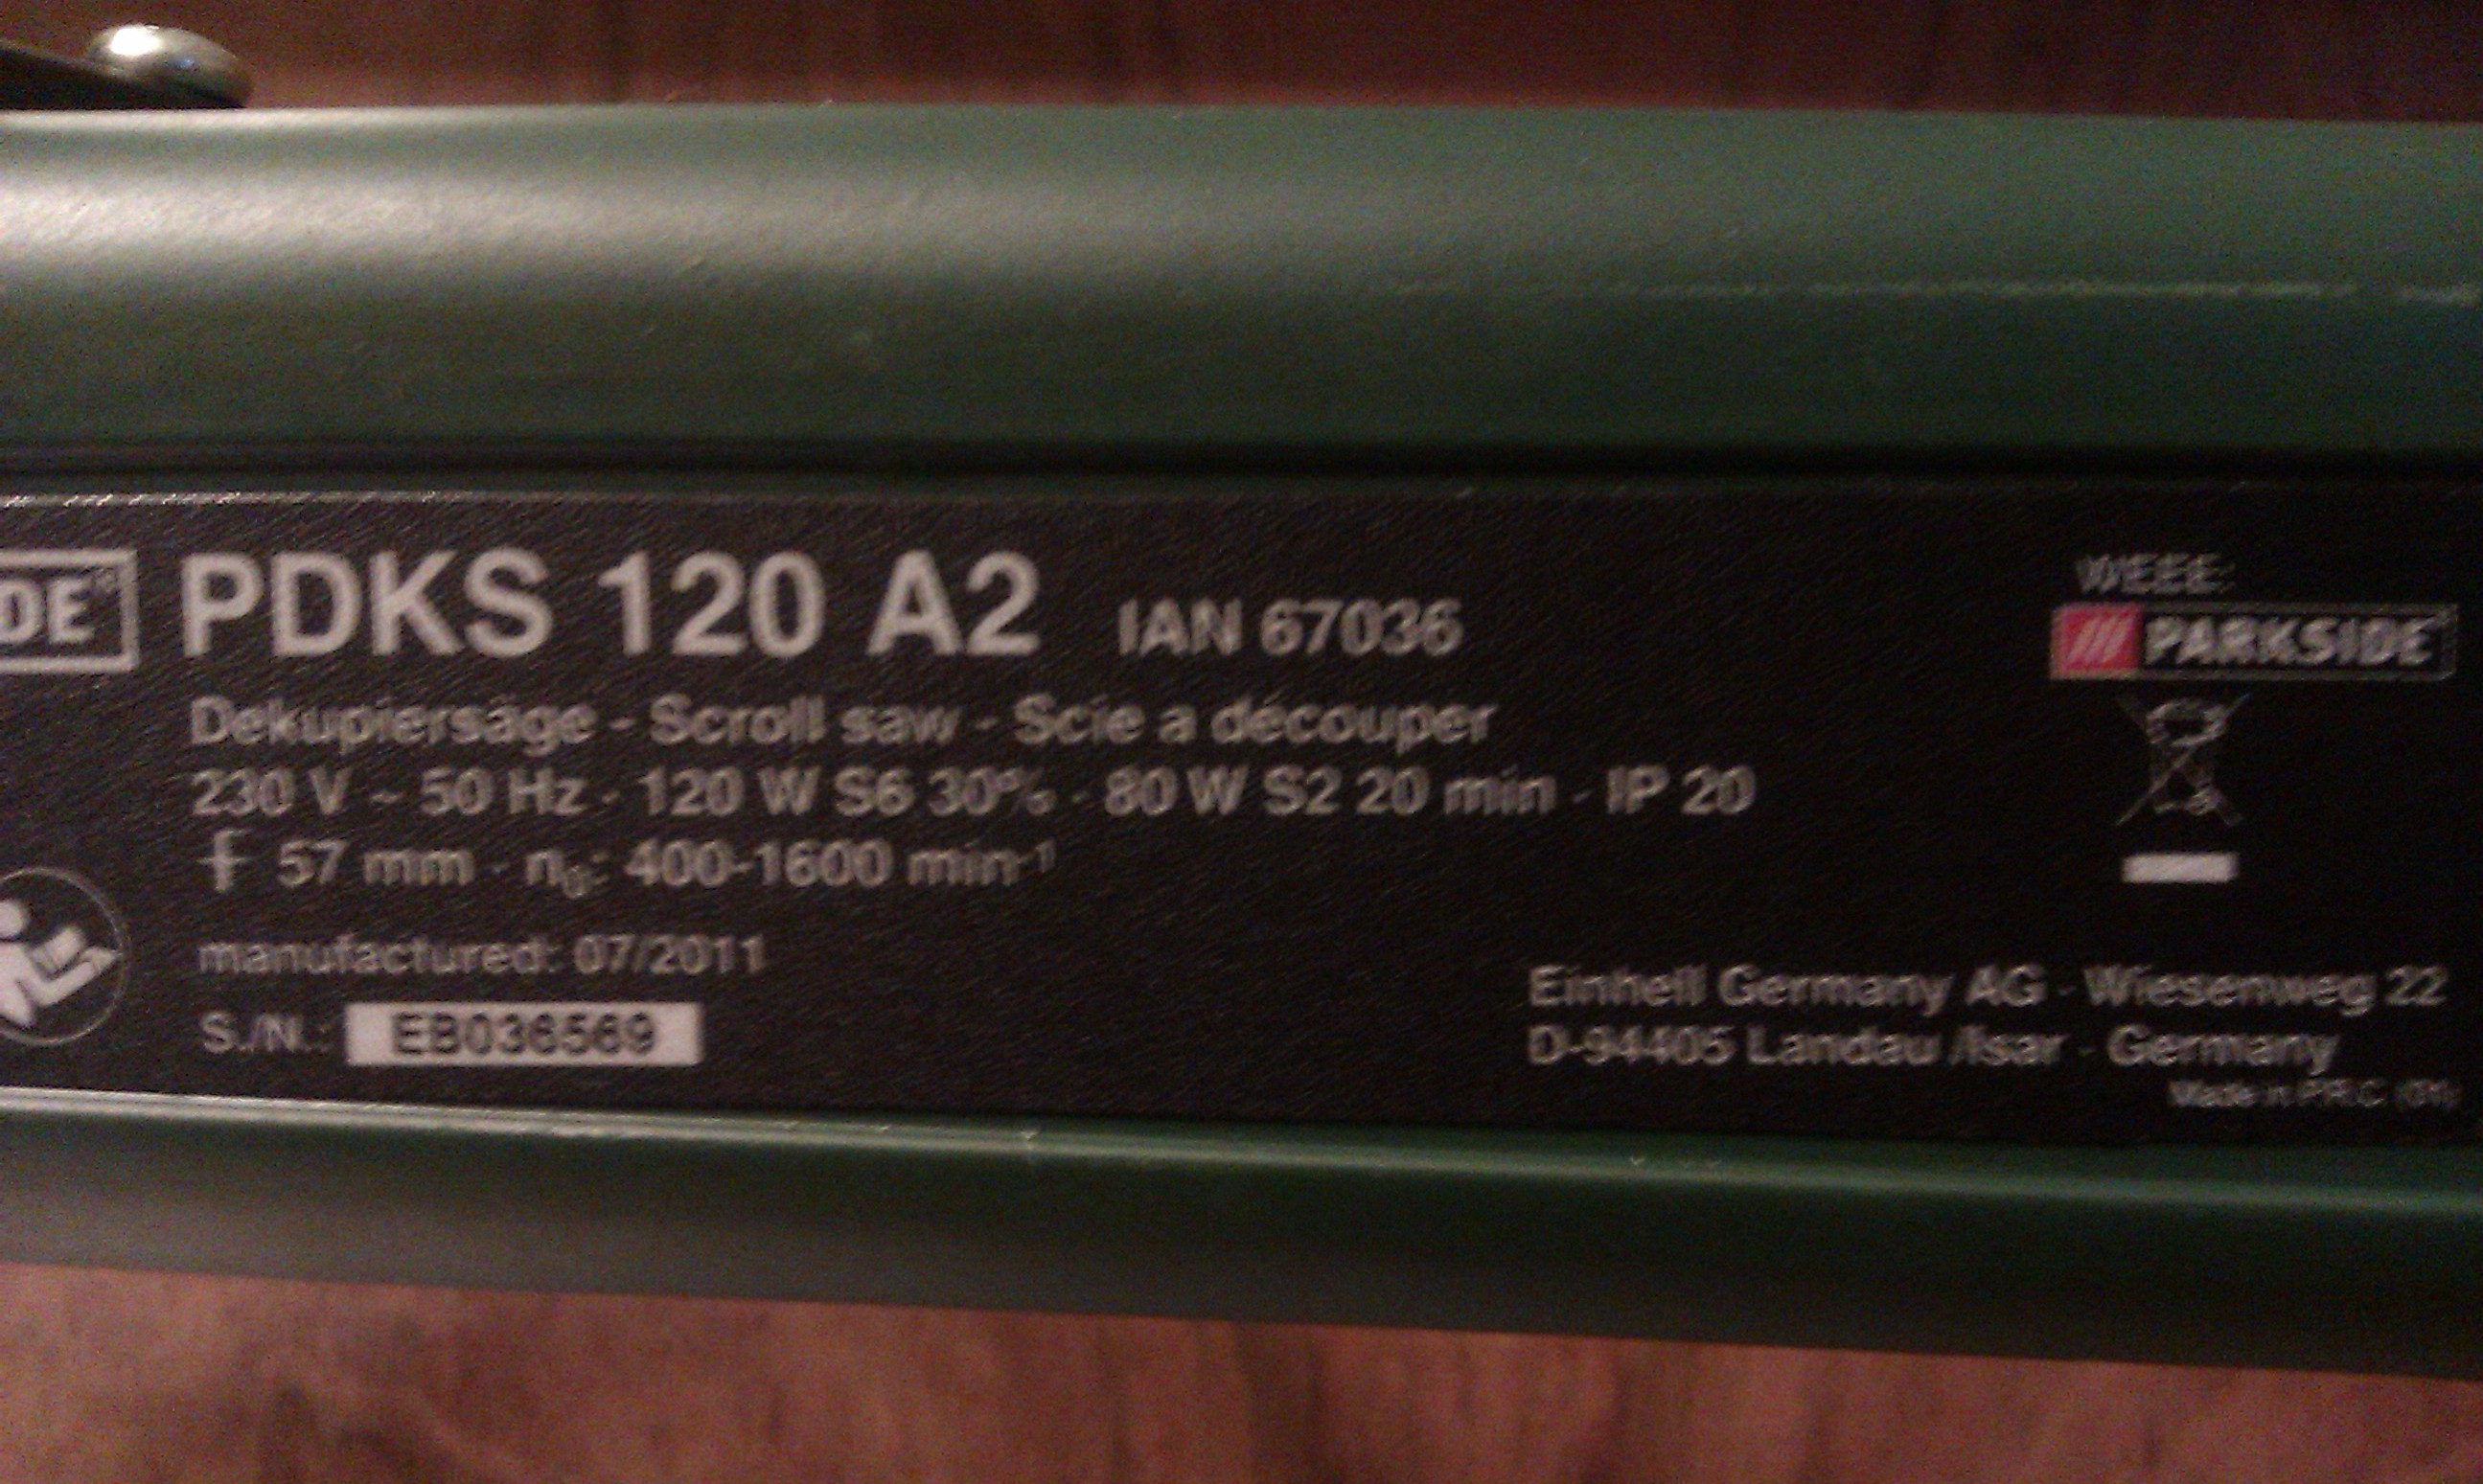 DE® PDKS 120 A2 IAN 67036
Dekupiersäge - Scroll saw - Scie a découper
230 V ~ 50 Hz · 120 W S6 30% · 80 W S2 20 min · IP 20
57 mm · n₀: 400-1600 min⁻¹
manufactured: 07/2011
S./N.: EB036569
WEEE:
PARKSIDE
Einhell Germany AG · Wiesenweg 22
D-94405 Landau /Isar · Germany
Made in P.R.C (01)